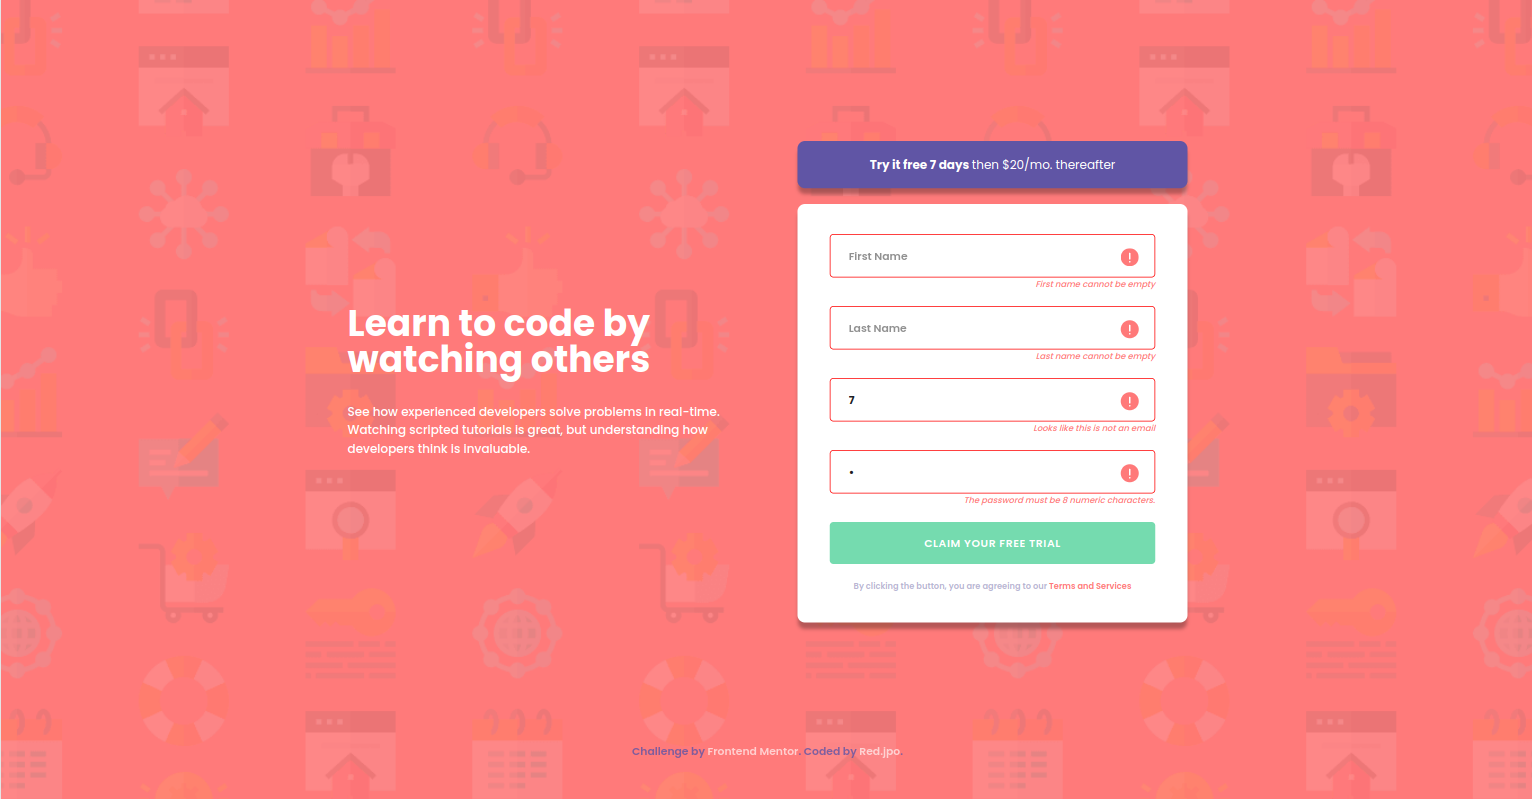 Try it free 7 days then $20/mo. thereafter
Learn to code by
watching others
See how experienced developers solve problems in real-time.
Watching scripted tutorials is great, but understanding how
developers think is invaluable.
First Name
First name cannot be empty
Last Name
Last name cannot be empty
7
Looks like this is not an email
•
The password must be 8 numeric characters.
CLAIM YOUR FREE TRIAL
By clicking the button, you are agreeing to our Terms and Services
Challenge by Frontend Mentor. Coded by Red.jpo.